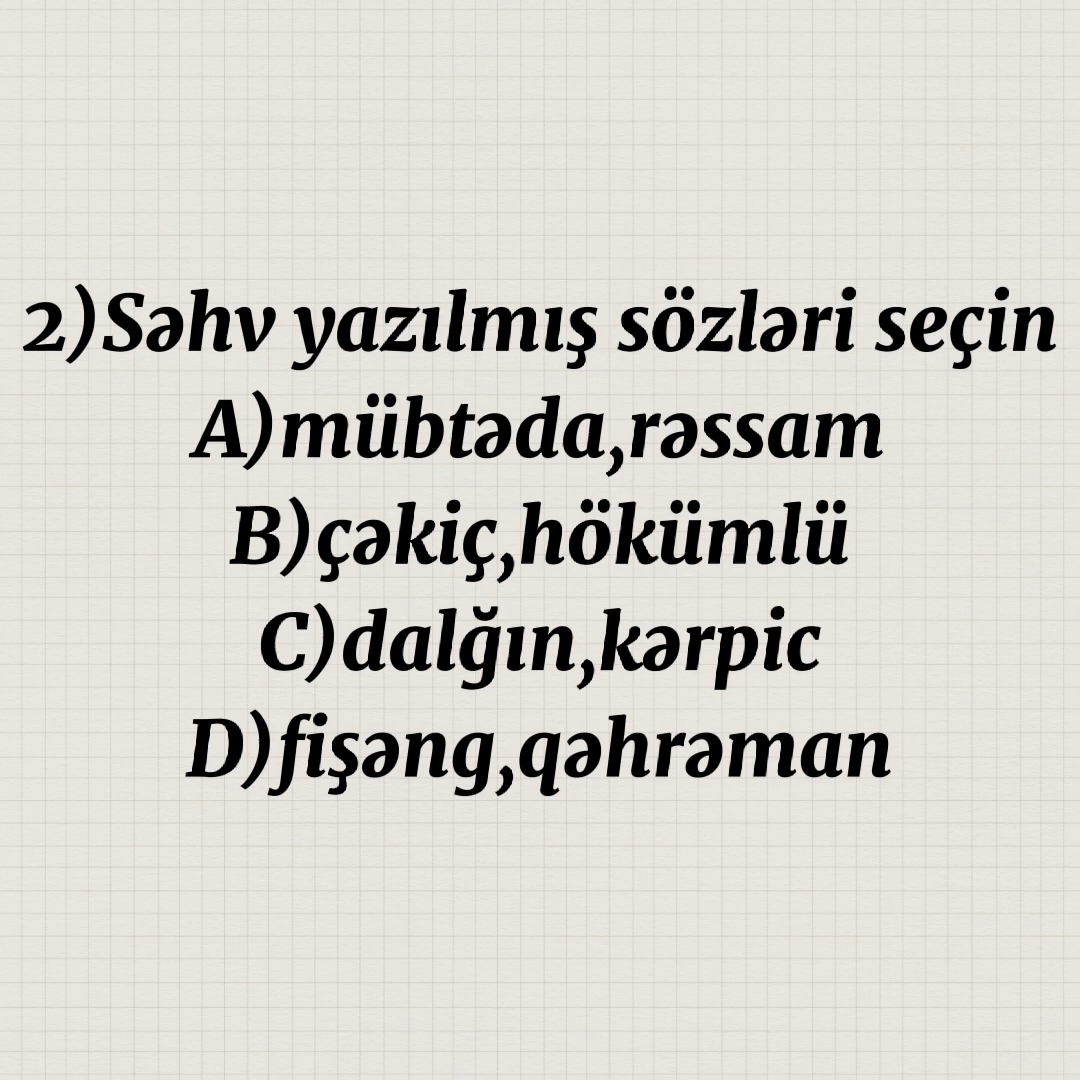 2)Səhv yazılmış sözləri seçin
A)mübtəda,rəssam
B)çəkiç,hökümlü
C)dalğın,kərpic
D)fişəng,qəhrəman